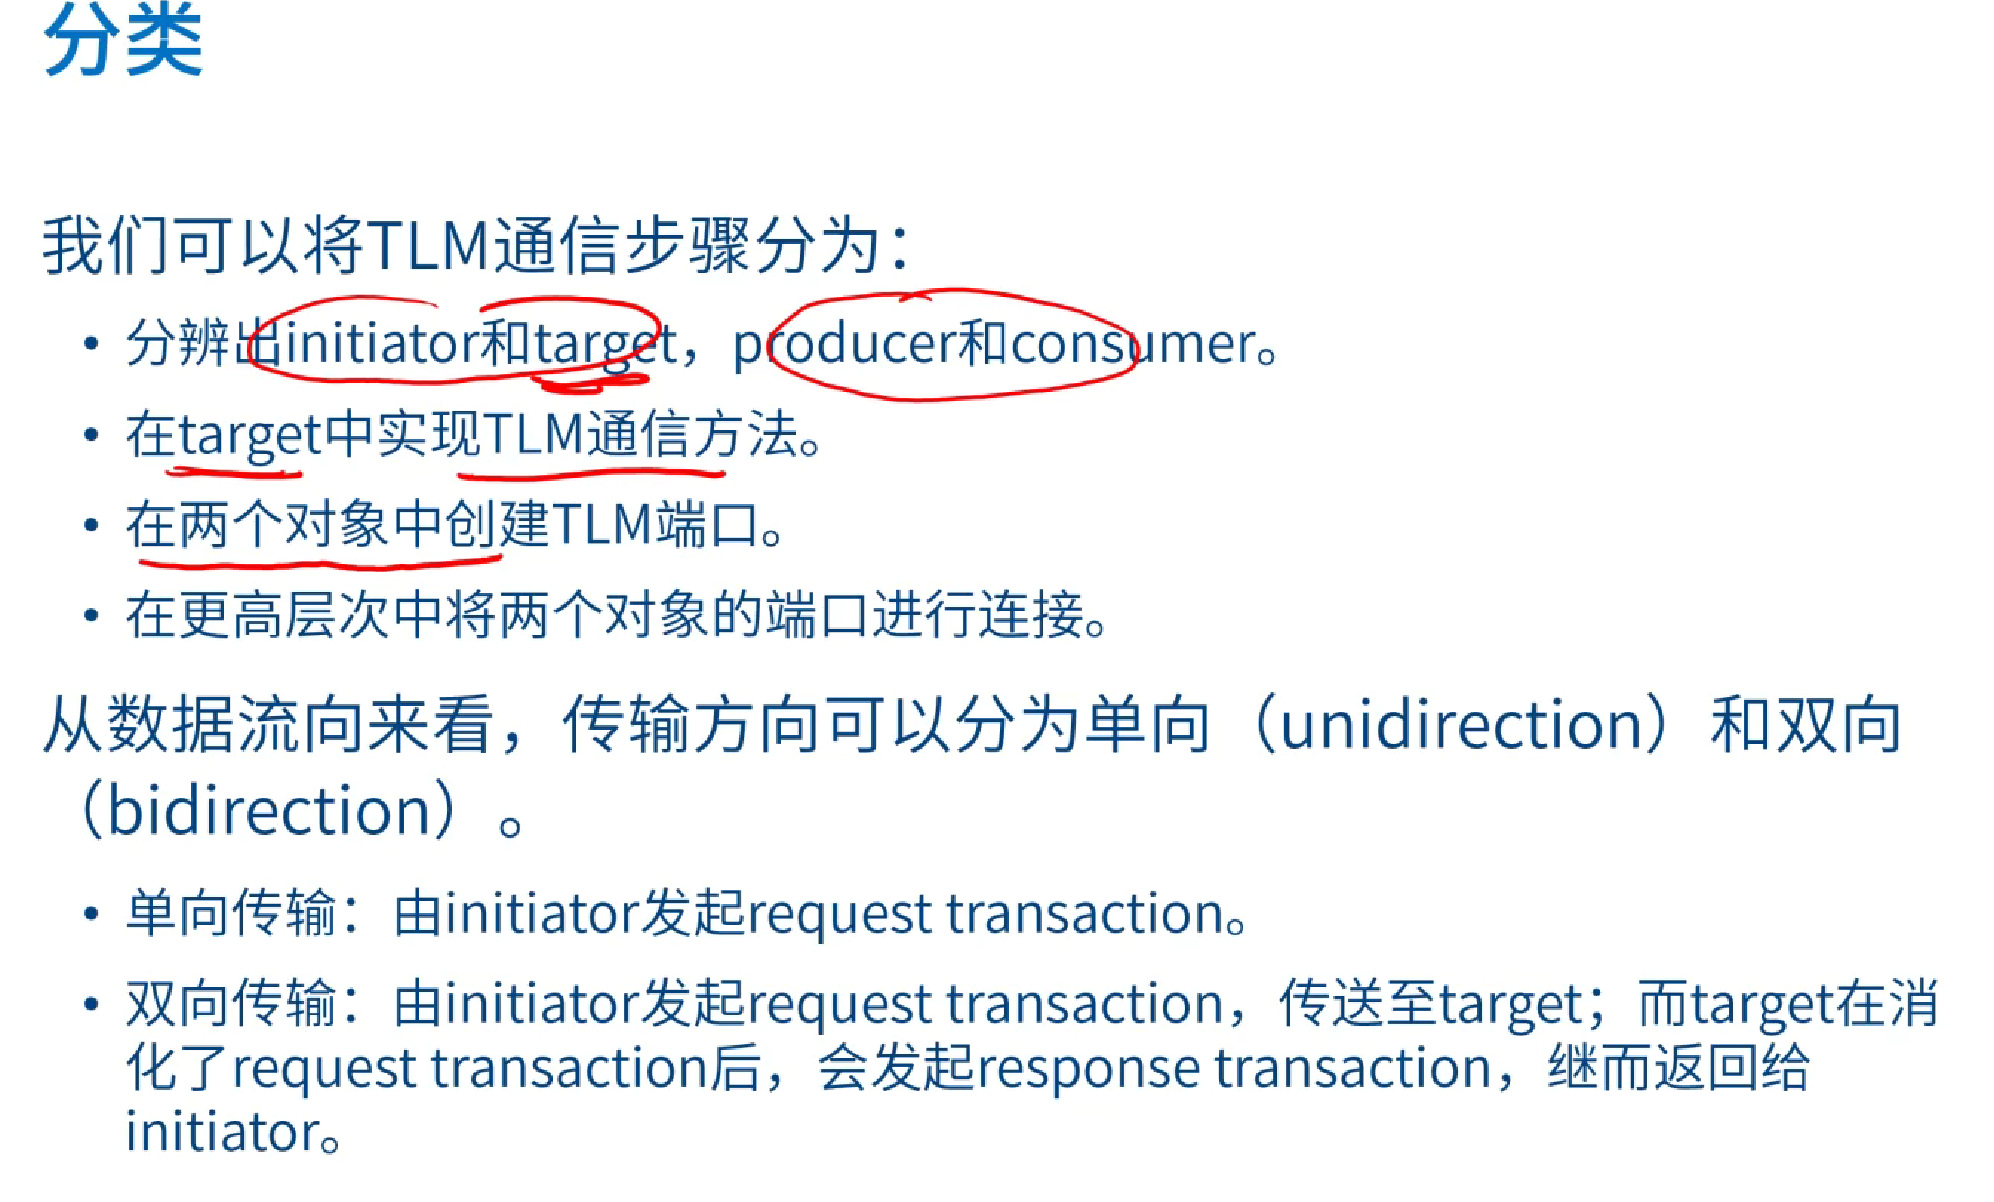 分类
我们可以将TLM通信步骤分为：
• 分辨出initiator和target，producer和consumer。
• 在target中实现TLM通信方法。
• 在两个对象中创建TLM端口。
• 在更高层次中将两个对象的端口进行连接。
从数据流向来看，传输方向可以分为单向（unidirection）和双向
（bidirection）。
• 单向传输：由initiator发起request transaction。
• 双向传输：由initiator发起request transaction，传送至target；而target在消
化了request transaction后，会发起response transaction，继而返回给
initiator。